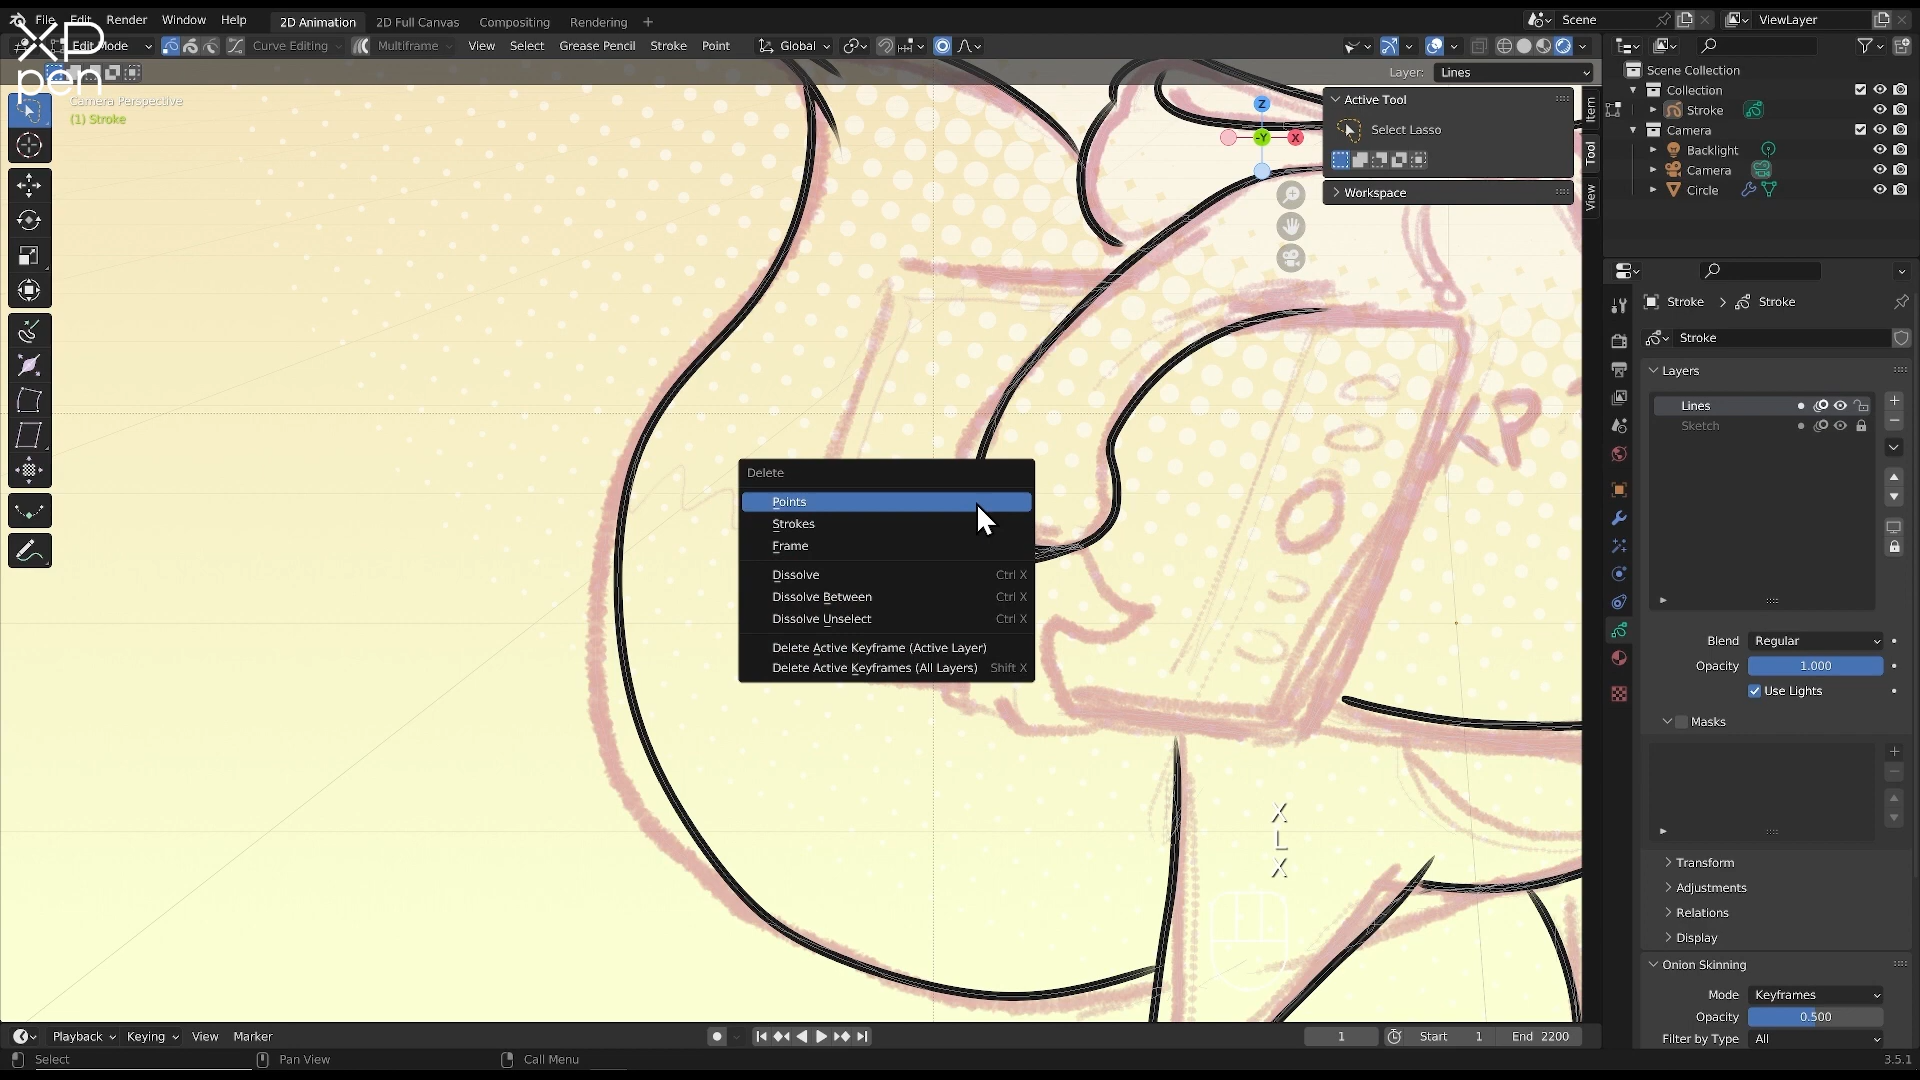 File Edit Render Window Help 2D Animation 2D Full Canvas Compositing Rendering + Scene ViewLayer
XP
pen
Edit Mode Curve Editing Multiframe View Select Grease Pencil Stroke Point Global
Layer: Lines
Camera Perspective
(1) Stroke
Z
-Y
X
Active Tool
Select Lasso
Workspace
Item
Tool
View
Scene Collection
Collection
Stroke
Camera
Backlight
Camera
Circle
Stroke > Stroke
Stroke
Layers
Lines
Sketch
Blend Regular
Opacity 1.000
Use Lights
Masks
Transform
Adjustments
Relations
Display
Onion Skinning
Mode Keyframes
Opacity 0.500
Filter by Type All
Delete
Points
Strokes
Frame
Dissolve Ctrl X
Dissolve Between Ctrl X
Dissolve Unselect Ctrl X
Delete Active Keyframe (Active Layer)
Delete Active Keyframes (All Layers) Shift X
XP
X
L
X
Playback Keying View Marker 1 Start 1 End 2200
Select Pan View Call Menu 3.5.1